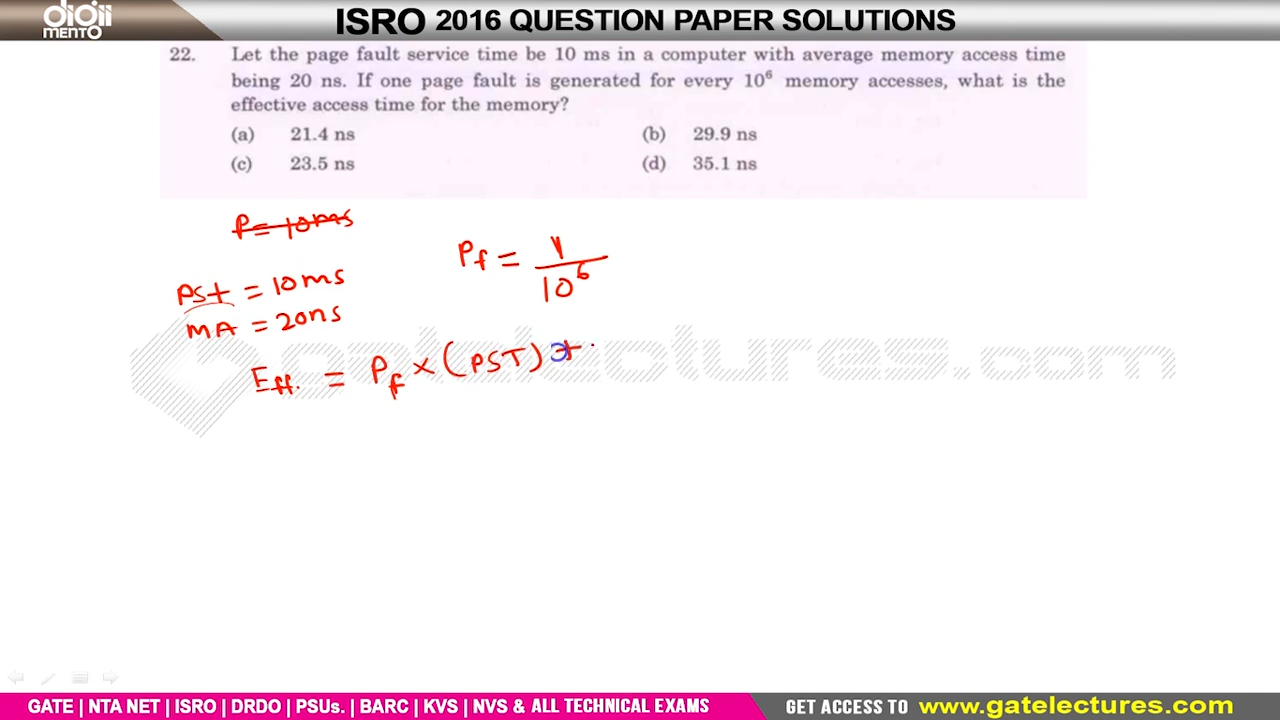 digii
mento
ISRO 2016 QUESTION PAPER SOLUTIONS
22. Let the page fault service time be 10 ms in a computer with average memory access time
being 20 ns. If one page fault is generated for every 10⁶ memory accesses, what is the
effective access time for the memory?
(a) 21.4 ns (b) 29.9 ns
(c) 23.5 ns (d) 35.1 ns
P = 10ms
PST = 10ms
MA = 20ns
Pf = 1/10⁶
Eff. = Pf × (PST) +
gatelectures.com
GATE | NTA NET | ISRO | DRDO | PSUs. | BARC | KVS | NVS & ALL TECHNICAL EXAMS GET ACCESS TO www.gatelectures.com